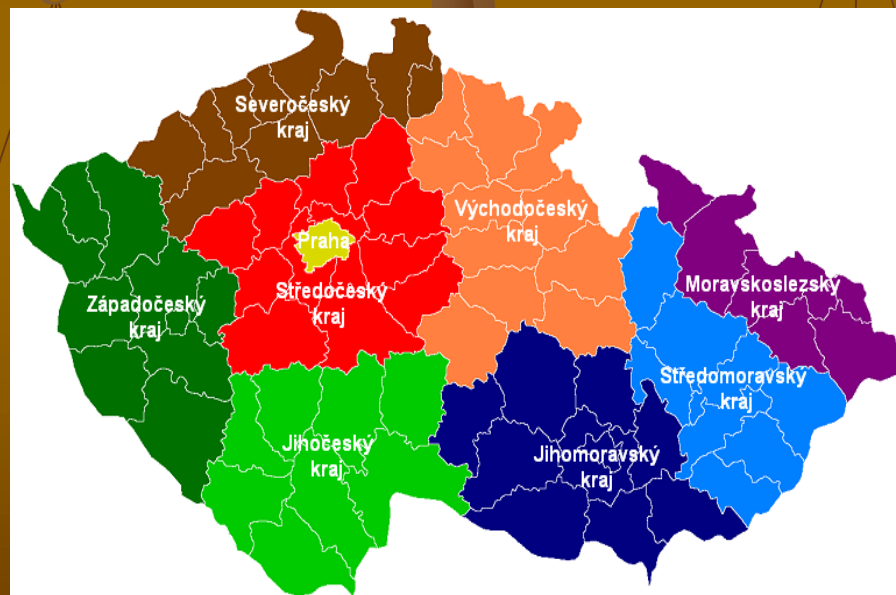 Severočeský
kraj
Východočeský
kraj
Praha
Moravskoslezský
kraj
Středočeský
kraj
Západočeský
kraj
Středomoravský
kraj
Jihočeský
kraj
Jihomoravský
kraj